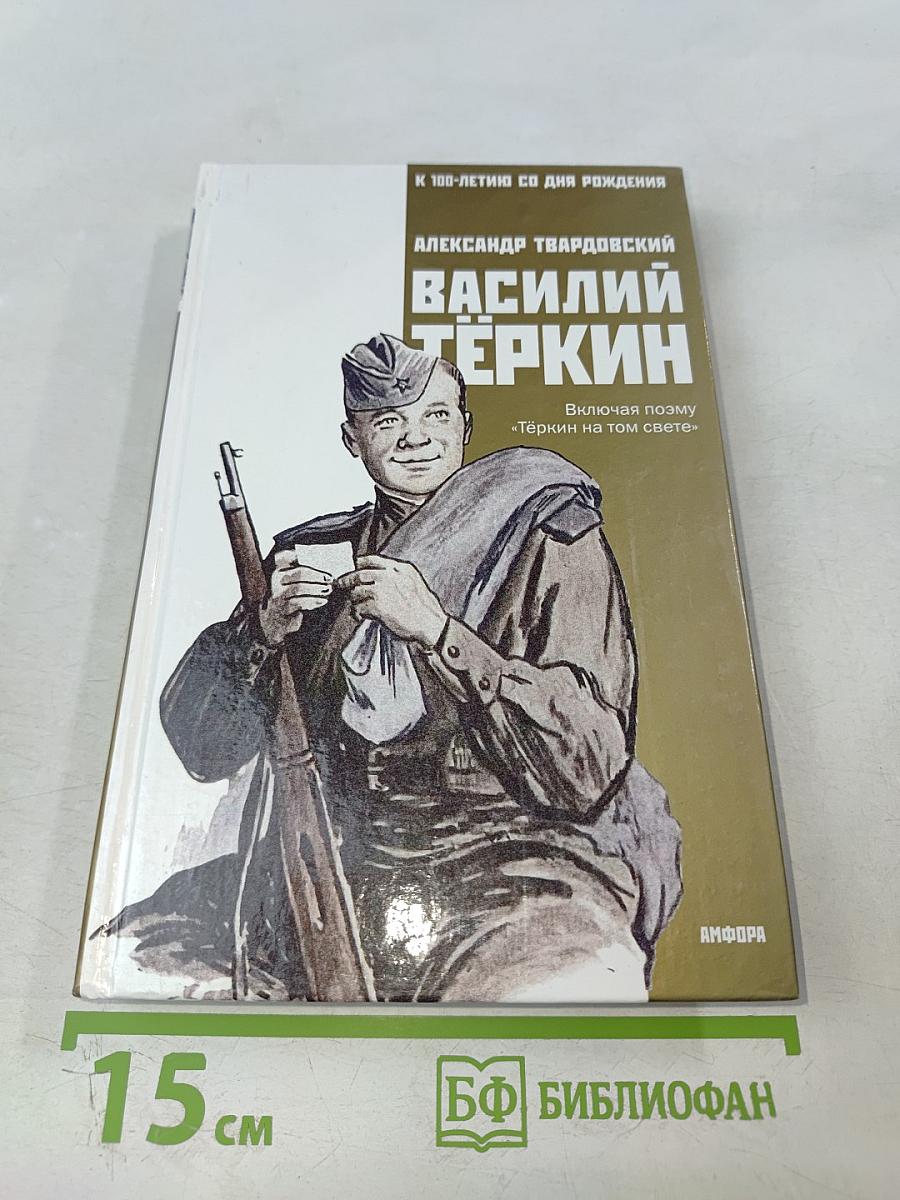 К 100-ЛЕТИЮ СО ДНЯ РОЖДЕНИЯ
АЛЕКСАНДР ТВАРДОВСКИЙ
ВАСИЛИЙ
ТЁРКИН
Включая поэму
«Тёркин на том свете»
АМФОРА
15 см
БФ БИБЛИОФАН